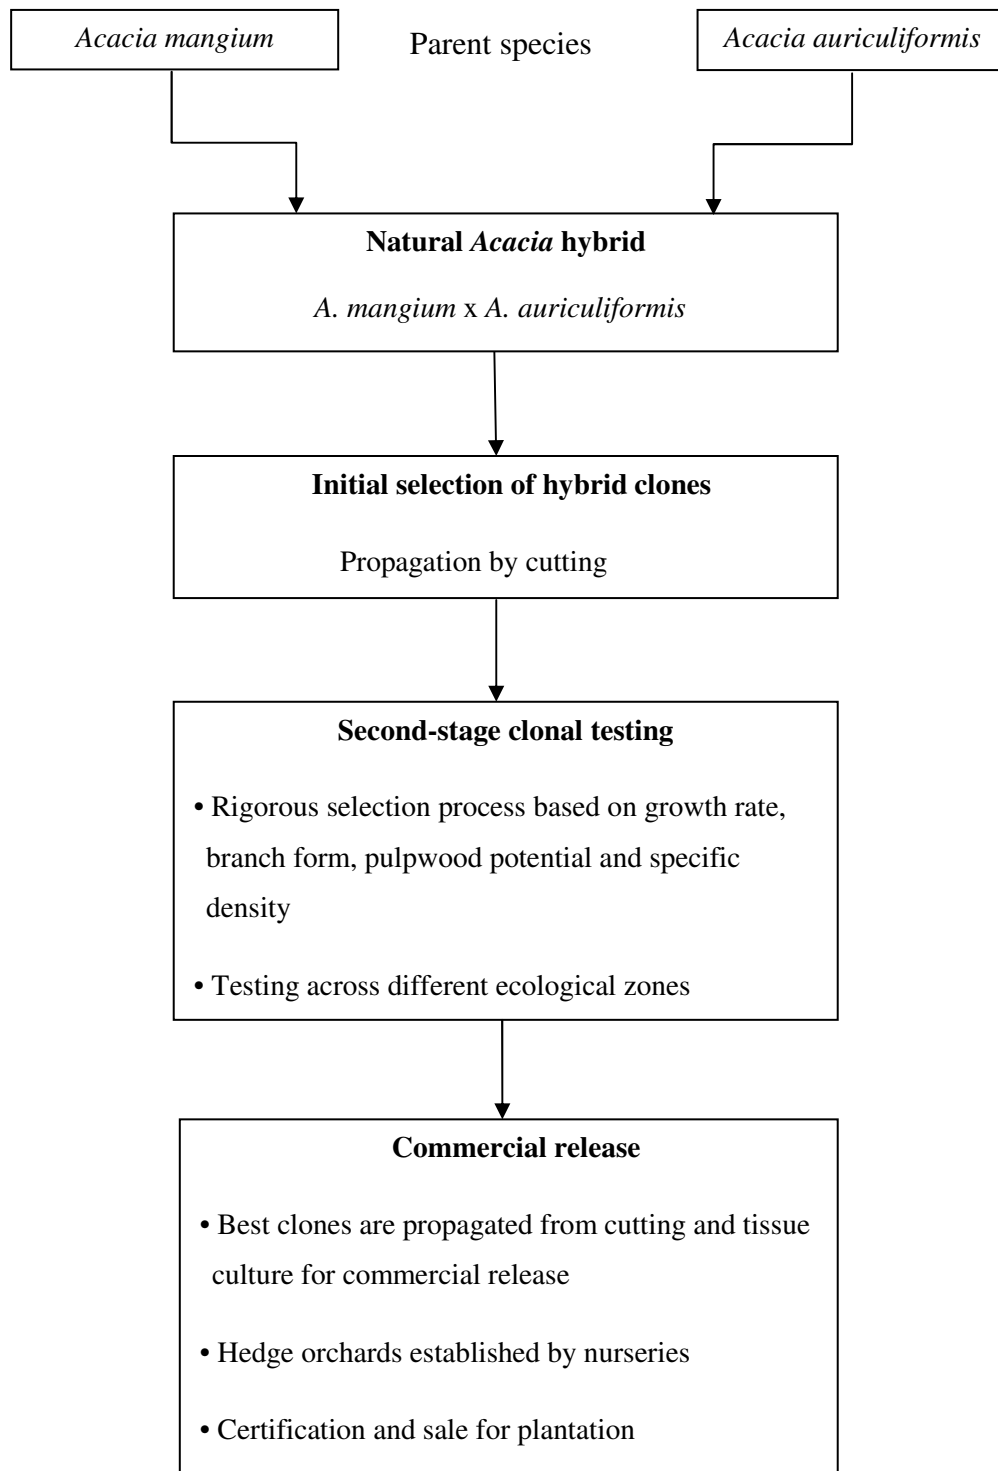 Acacia mangium
Parent species
Acacia auriculiformis
Natural Acacia hybrid
A. mangium x A. auriculiformis
Initial selection of hybrid clones
Propagation by cutting
Second-stage clonal testing
• Rigorous selection process based on growth rate,
branch form, pulpwood potential and specific
density
• Testing across different ecological zones
Commercial release
• Best clones are propagated from cutting and tissue
culture for commercial release
• Hedge orchards established by nurseries
• Certification and sale for plantation